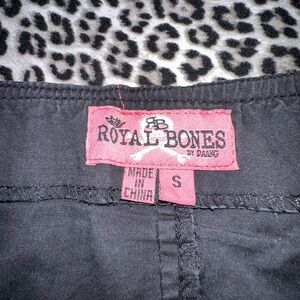 RB
ROYAL BONES
BY DAANG
MADE
IN
CHINA
S